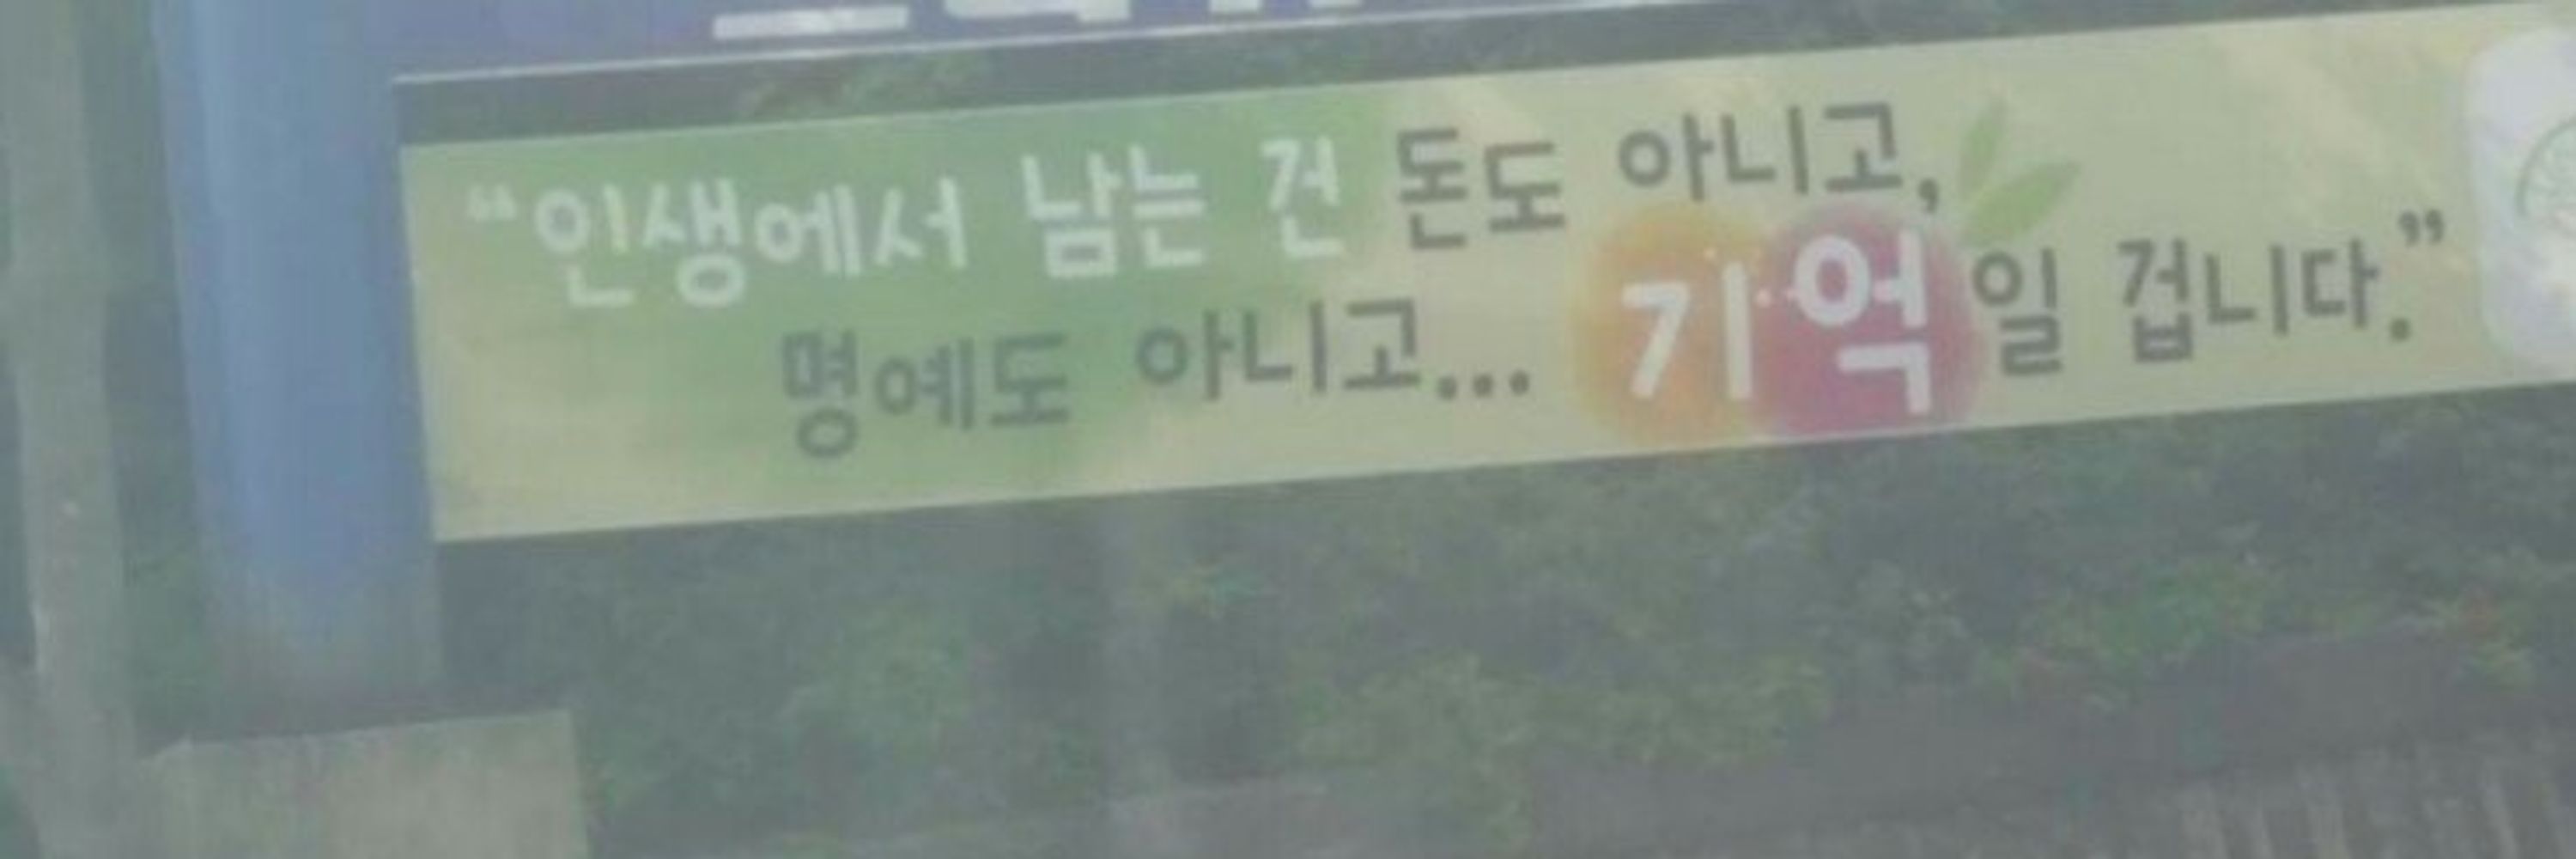 “인생에서 남는 건 돈도 아니고,
명예도 아니고... 기억일 겁니다.”